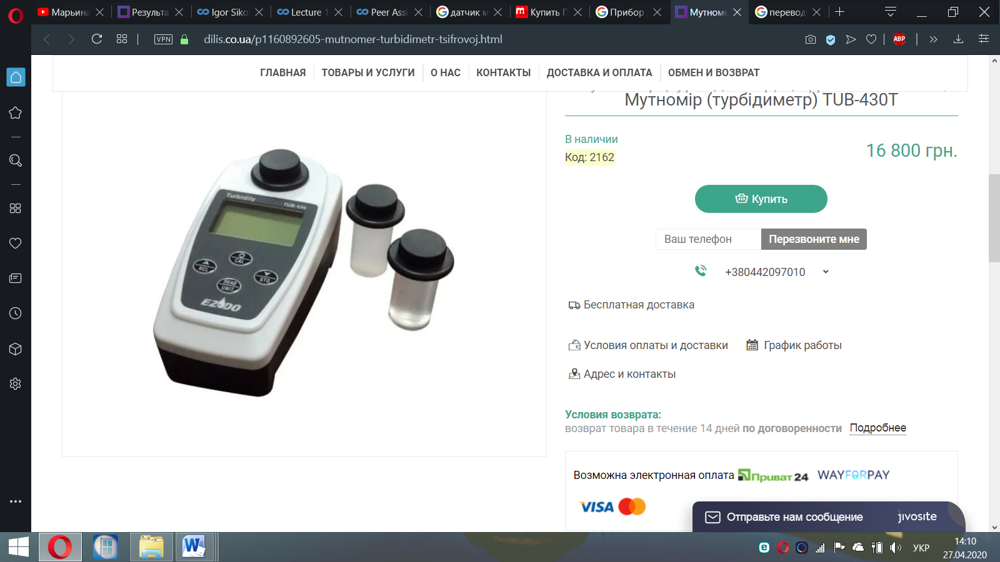 Марьина
Результа
Igor Siko
Lecture 1
Peer Assi
датчик м
Купить П
Прибор
Мутном
перевод
VPN
dilis.co.ua/p1160892605-mutnomer-turbidimetr-tsifrovoj.html
ABP
ГЛАВНАЯ
ТОВАРЫ И УСЛУГИ
О НАС
КОНТАКТЫ
ДОСТАВКА И ОПЛАТА
ОБМЕН И ВОЗВРАТ
Мутномір (турбідиметр) TUB-430T
В наличии
Код: 2162
16 800 грн.
Купить
Ваш телефон
Перезвоните мне
+380442097010
Бесплатная доставка
Условия оплаты и доставки
График работы
Адрес и контакты
Условия возврата:
возврат товара в течение 14 дней по договоренности Подробнее
Возможна электронная оплата Приват24 WAYFORPAY
VISA
Turbidity
TUB-430
CAL
RCL
STO
READ
UNIT
EZODO
Отправьте нам сообщение
jivosite
УКР
14:10
27.04.2020